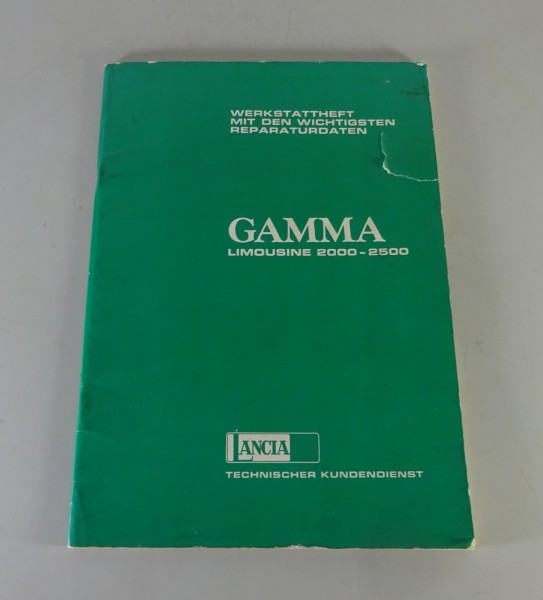 WERKSTATTHEFT
MIT DEN WICHTIGSTEN
REPARATURDATEN
GAMMA
LIMOUSINE 2000-2500
LANCIA
TECHNISCHER KUNDENDIENST